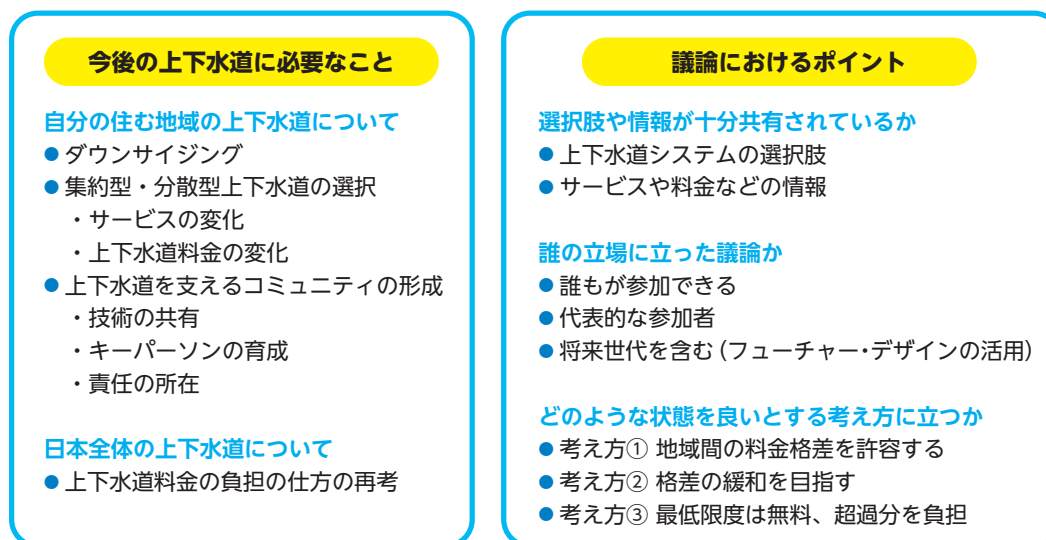 今後の上下水道に必要なこと
自分の住む地域の上下水道について
●ダウンサイジング
●集約型・分散型上下水道の選択
・サービスの変化
・上下水道料金の変化
●上下水道を支えるコミュニティの形成
・技術の共有
・キーパーソンの育成
・責任の所在
日本全体の上下水道について
●上下水道料金の負担の仕方の再考
議論におけるポイント
選択肢や情報が十分共有されているか
●上下水道システムの選択肢
●サービスや料金などの情報
誰の立場に立った議論か
●誰もが参加できる
●代表的な参加者
●将来世代を含む(フューチャー・デザインの活用)
どのような状態を良いとする考え方に立つか
●考え方① 地域間の料金格差を許容する
●考え方② 格差の緩和を目指す
●考え方③ 最低限度は無料、超過分を負担